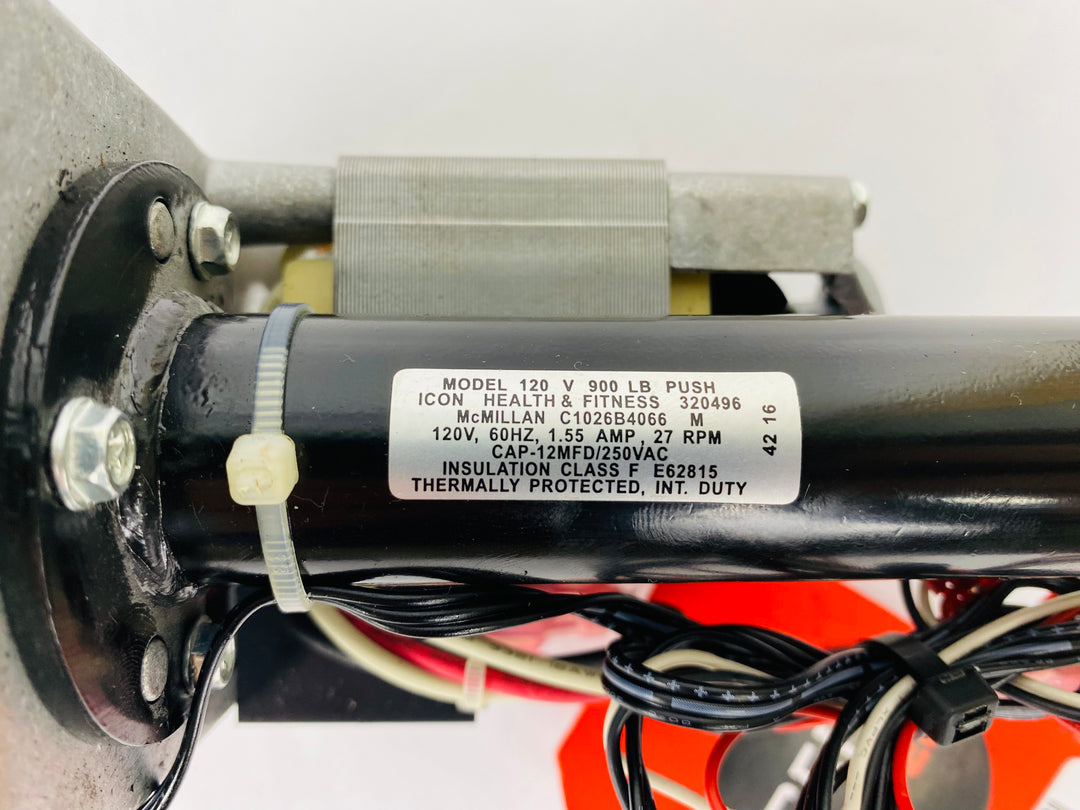 MODEL 120 V 900 LB PUSH
ICON HEALTH & FITNESS 320496
McMILLAN C1026B4066 M
120V, 60HZ, 1.55 AMP, 27 RPM
CAP-12MFD/250VAC
INSULATION CLASS F E62815
THERMALLY PROTECTED, INT. DUTY
42 16